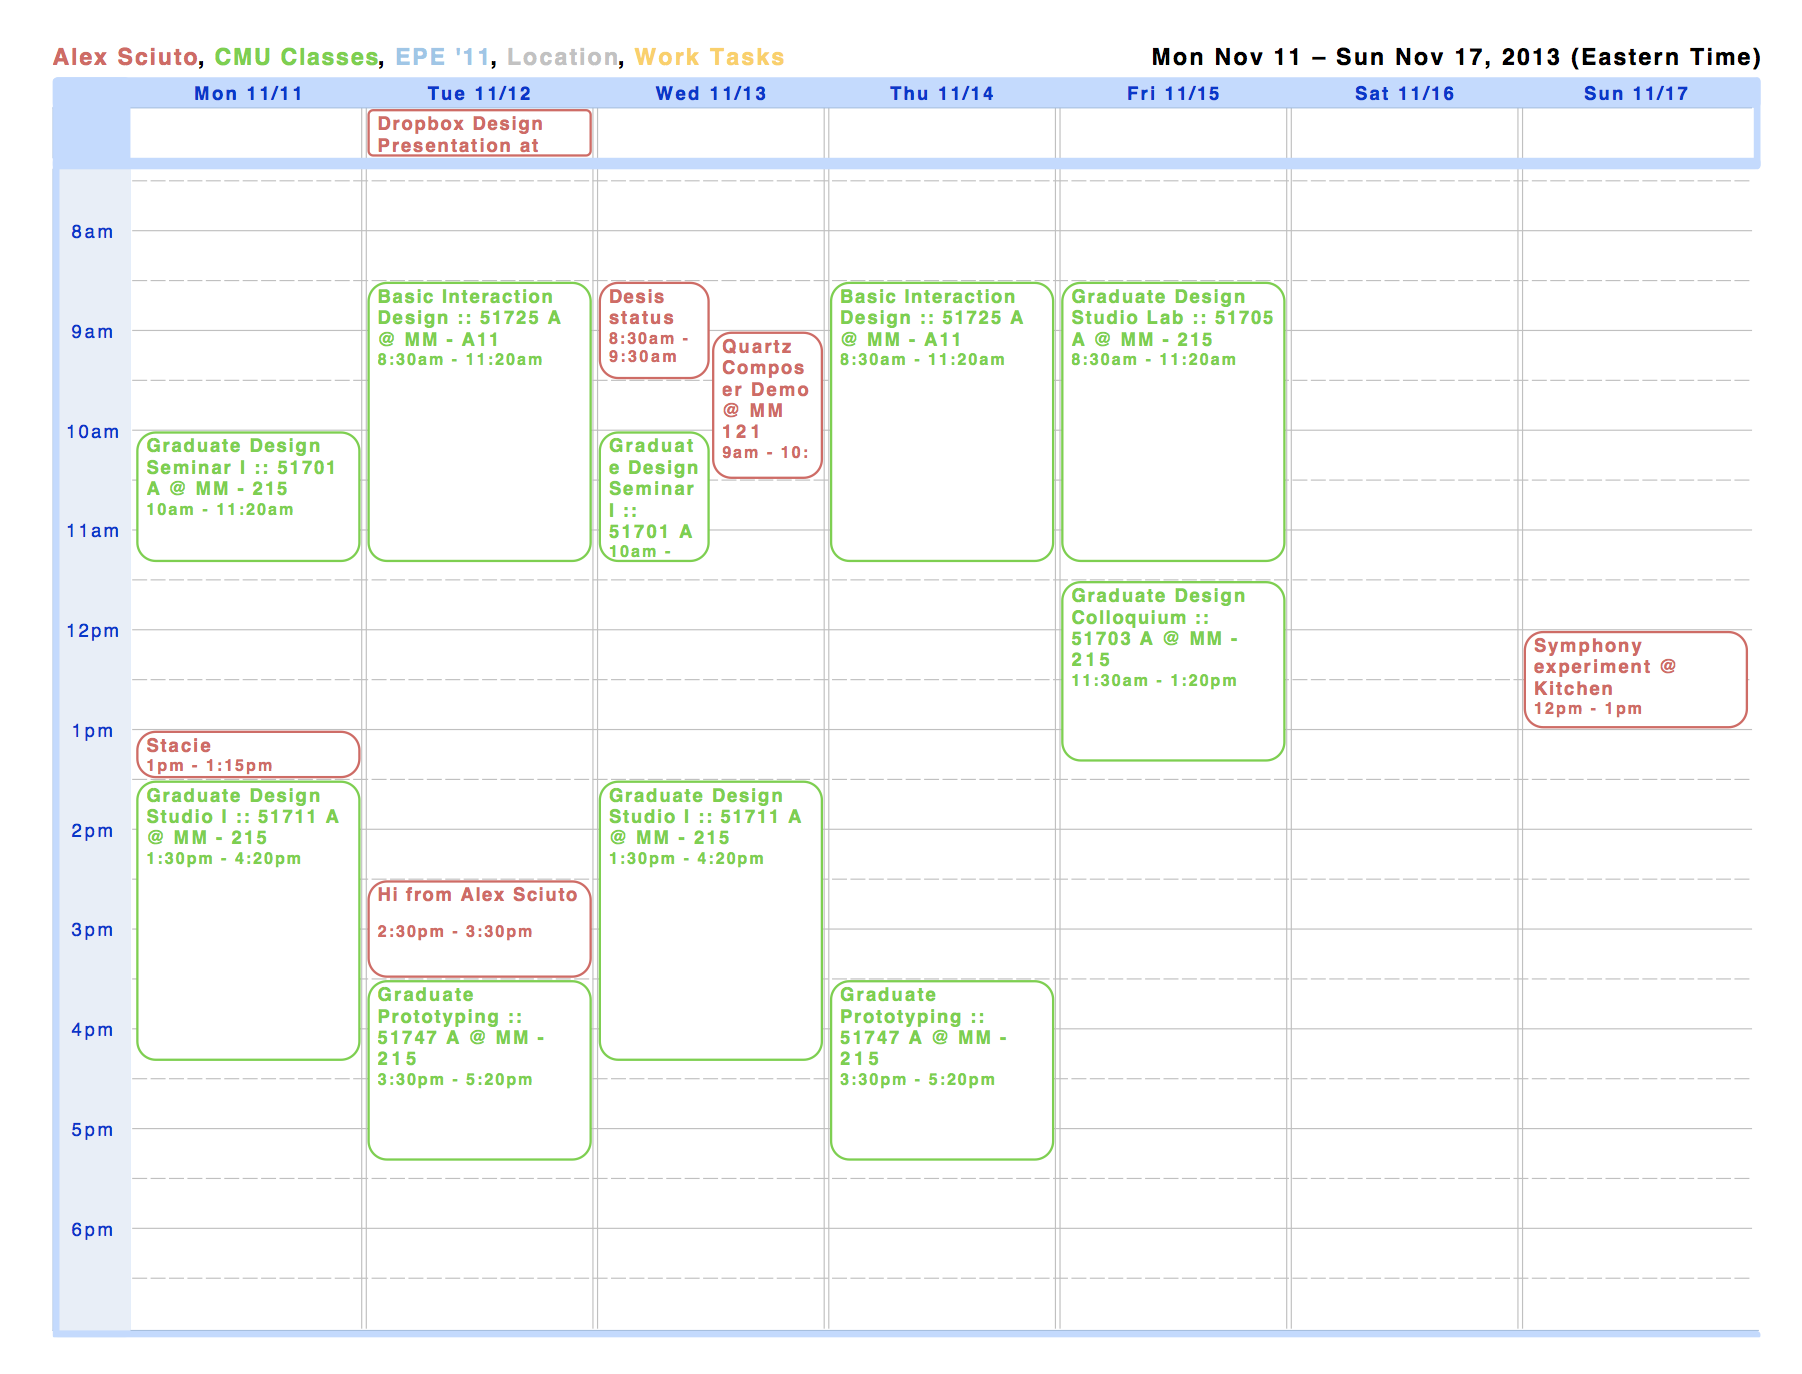 Alex Sciuto, CMU Classes, EPE '11, Location, Work Tasks
Mon Nov 11 – Sun Nov 17, 2013 (Eastern Time)
Mon 11/11
Tue 11/12
Wed 11/13
Thu 11/14
Fri 11/15
Sat 11/16
Sun 11/17
Dropbox Design
Presentation at
8am
9am
10am
11am
12pm
1pm
2pm
3pm
4pm
5pm
6pm
Graduate Design
Seminar I :: 51701
A @ MM - 215
10am - 11:20am
Stacie
1pm - 1:15pm
Graduate Design
Studio I :: 51711 A
@ MM - 215
1:30pm - 4:20pm
Basic Interaction
Design :: 51725 A
@ MM - A11
8:30am - 11:20am
Hi from Alex Sciuto
2:30pm - 3:30pm
Graduate
Prototyping ::
51747 A @ MM -
215
3:30pm - 5:20pm
Desis
status
8:30am -
9:30am
Quartz
Compos
er Demo
@ MM
121
9am - 10:
Graduat
e Design
Seminar
I ::
51701 A
10am -
Graduate Design
Studio I :: 51711 A
@ MM - 215
1:30pm - 4:20pm
Basic Interaction
Design :: 51725 A
@ MM - A11
8:30am - 11:20am
Graduate
Prototyping ::
51747 A @ MM -
215
3:30pm - 5:20pm
Graduate Design
Studio Lab :: 51705
A @ MM - 215
8:30am - 11:20am
Graduate Design
Colloquium ::
51703 A @ MM -
215
11:30am - 1:20pm
Symphony
experiment @
Kitchen
12pm - 1pm